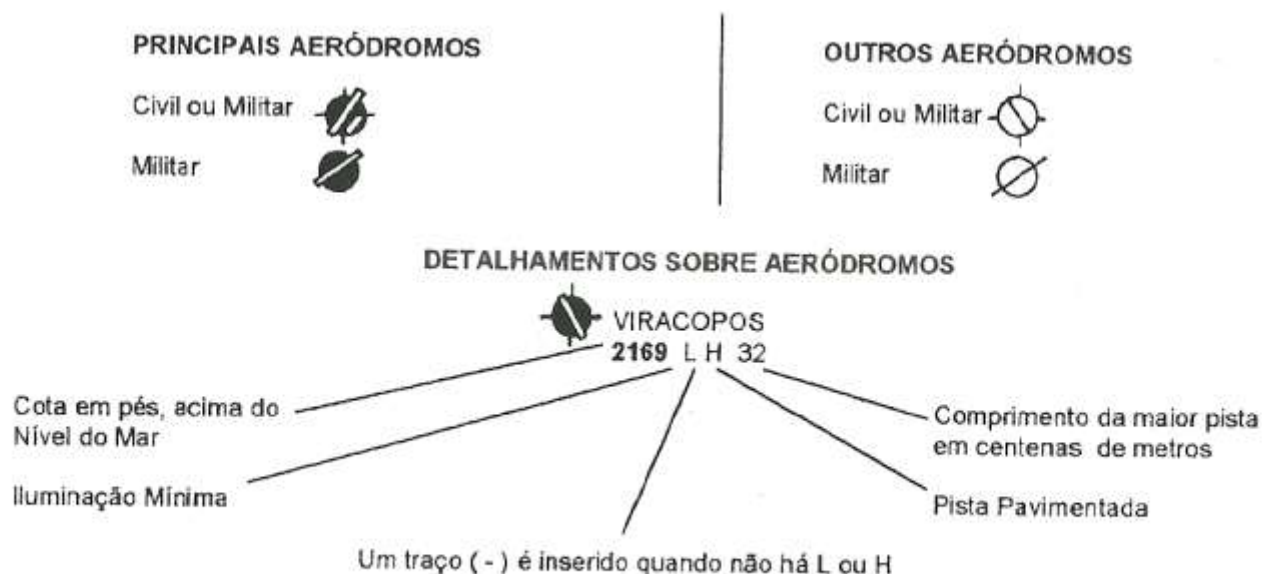 PRINCIPAIS AERÓDROMOS
Civil ou Militar
Militar
OUTROS AERÓDROMOS
Civil ou Militar
Militar
DETALHAMENTOS SOBRE AERÓDROMOS
VIRACOPOS
2169 L H 32
Cota em pés, acima do
Nível do Mar
Iluminação Mínima
Um traço ( - ) é inserido quando não há L ou H
Comprimento da maior pista
em centenas de metros
Pista Pavimentada